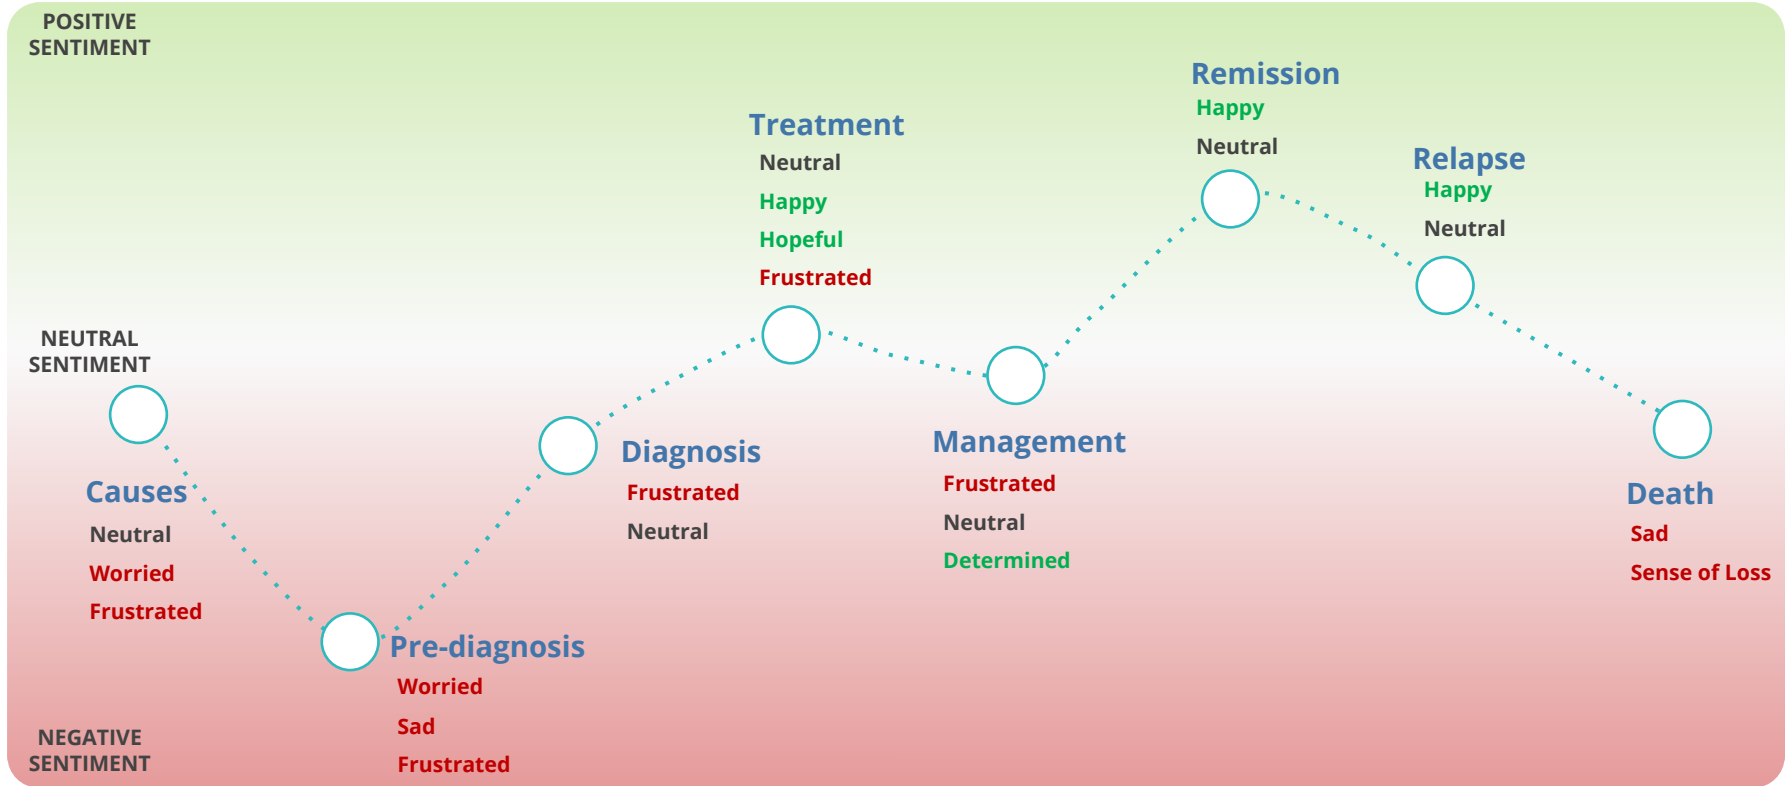 POSITIVE
SENTIMENT
NEUTRAL
SENTIMENT
NEGATIVE
SENTIMENT
Causes
Neutral
Worried
Frustrated
Pre-diagnosis
Worried
Sad
Frustrated
Diagnosis
Frustrated
Neutral
Treatment
Neutral
Happy
Hopeful
Frustrated
Management
Frustrated
Neutral
Determined
Remission
Happy
Neutral
Relapse
Happy
Neutral
Death
Sad
Sense of Loss